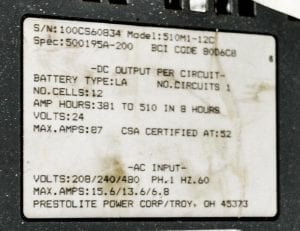 S/N:100CS60834 Model:510M1-12C
Spec:500195A-200 BCI CODE 80D6C8
-DC OUTPUT PER CIRCUIT-
BATTERY TYPE:LA NO.CIRCUITS 1
NO.CELLS:12
AMP HOURS:381 TO 510 IN 8 HOURS
VOLTS:24
MAX.AMPS:87 CSA CERTIFIED AT:52
-AC INPUT-
VOLTS:208/240/480 PH.1 HZ.60
MAX.AMPS:15.6/13.6/6.8
PRESTOLITE POWER CORP/TROY, OH 45373